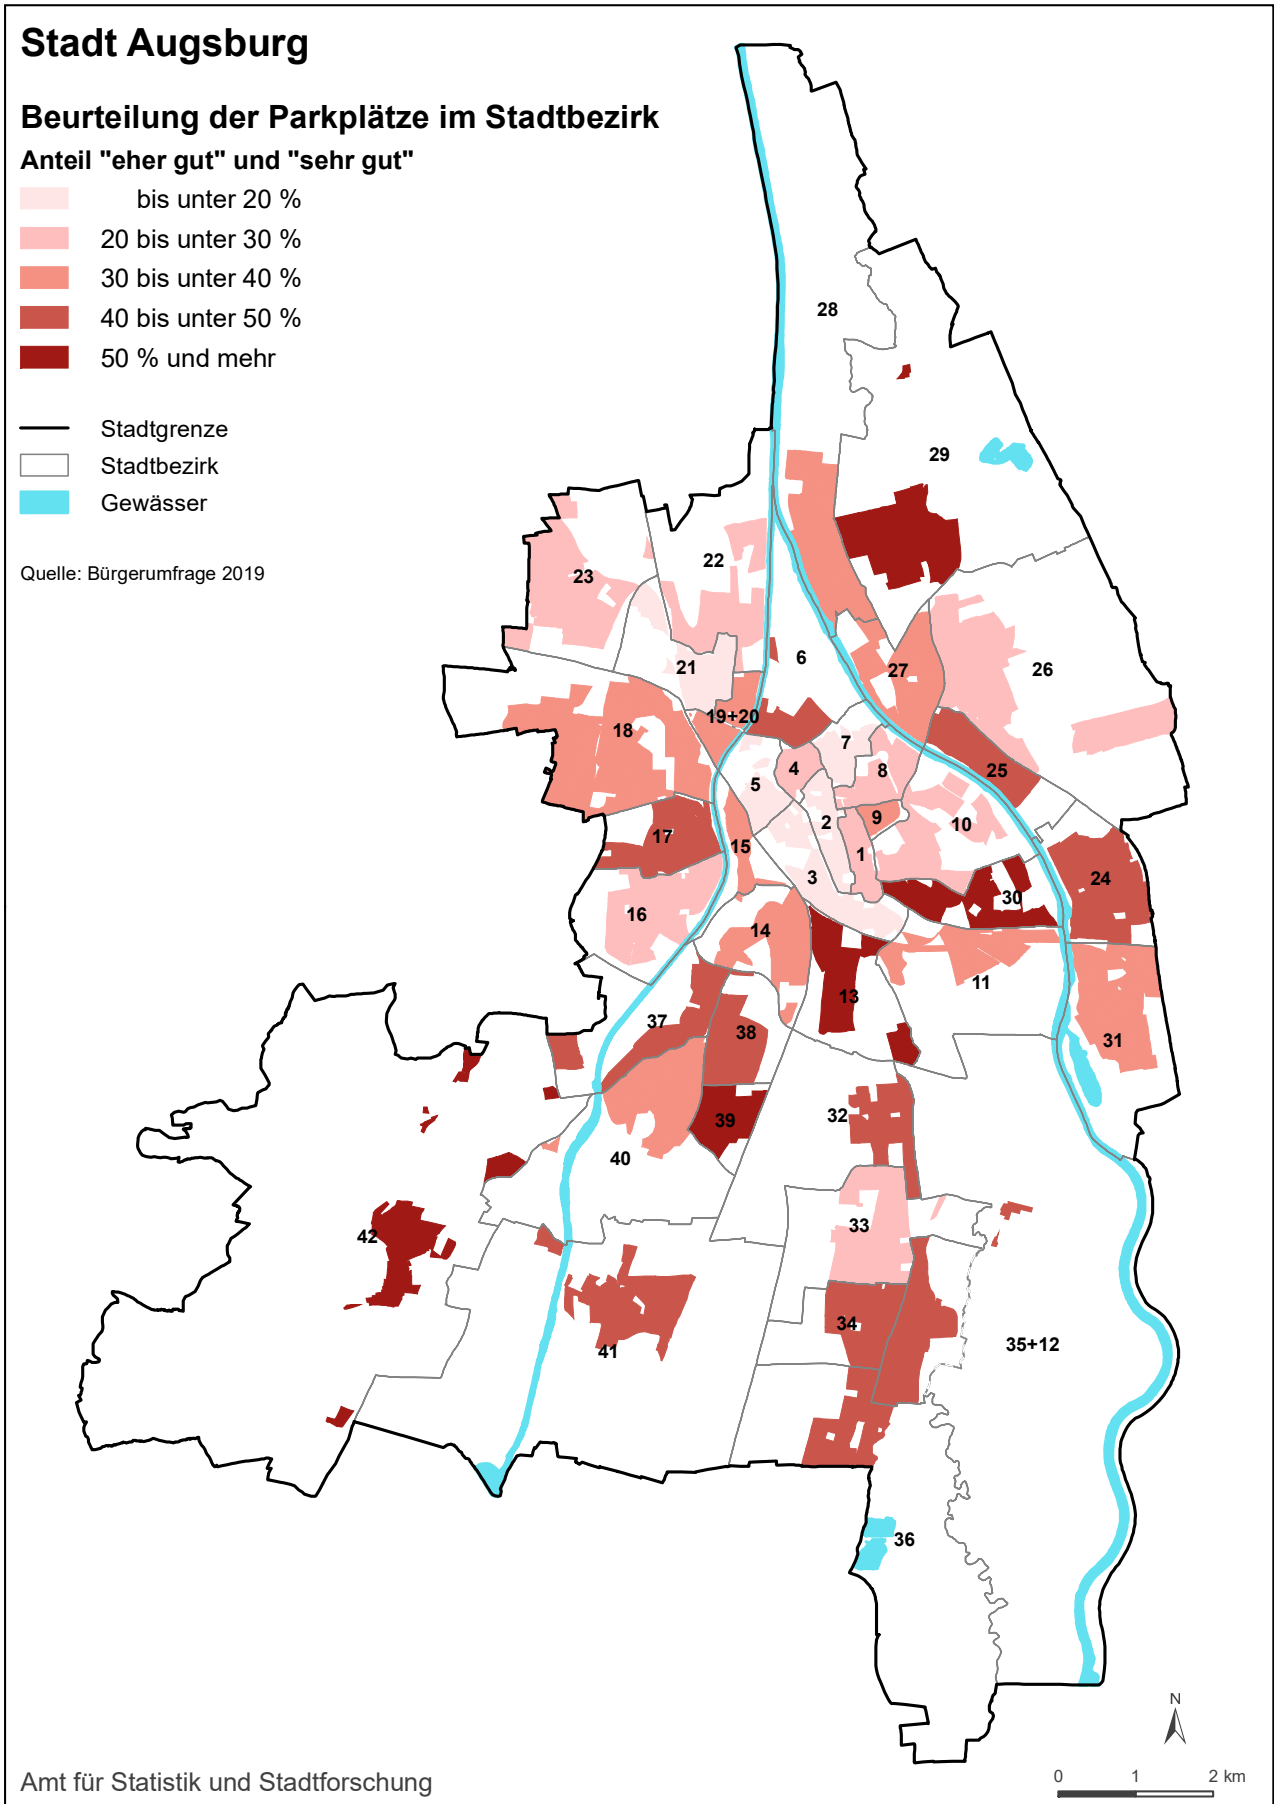 Stadt Augsburg
Beurteilung der Parkplätze im Stadtbezirk
Anteil "eher gut" und "sehr gut"
bis unter 20 %
20 bis unter 30 %
30 bis unter 40 %
40 bis unter 50 %
50 % und mehr
Stadtgrenze
Stadtbezirk
Gewässer
Quelle: Bürgerumfrage 2019
28
29
22
23
6
21
27
26
19+20
18
7
4
8
25
5
2
9
10
17
15
1
3
30
24
16
14
11
13
37
38
31
39
32
40
33
42
34
41
35+12
36
N
0 1 2 km
Amt für Statistik und Stadtforschung